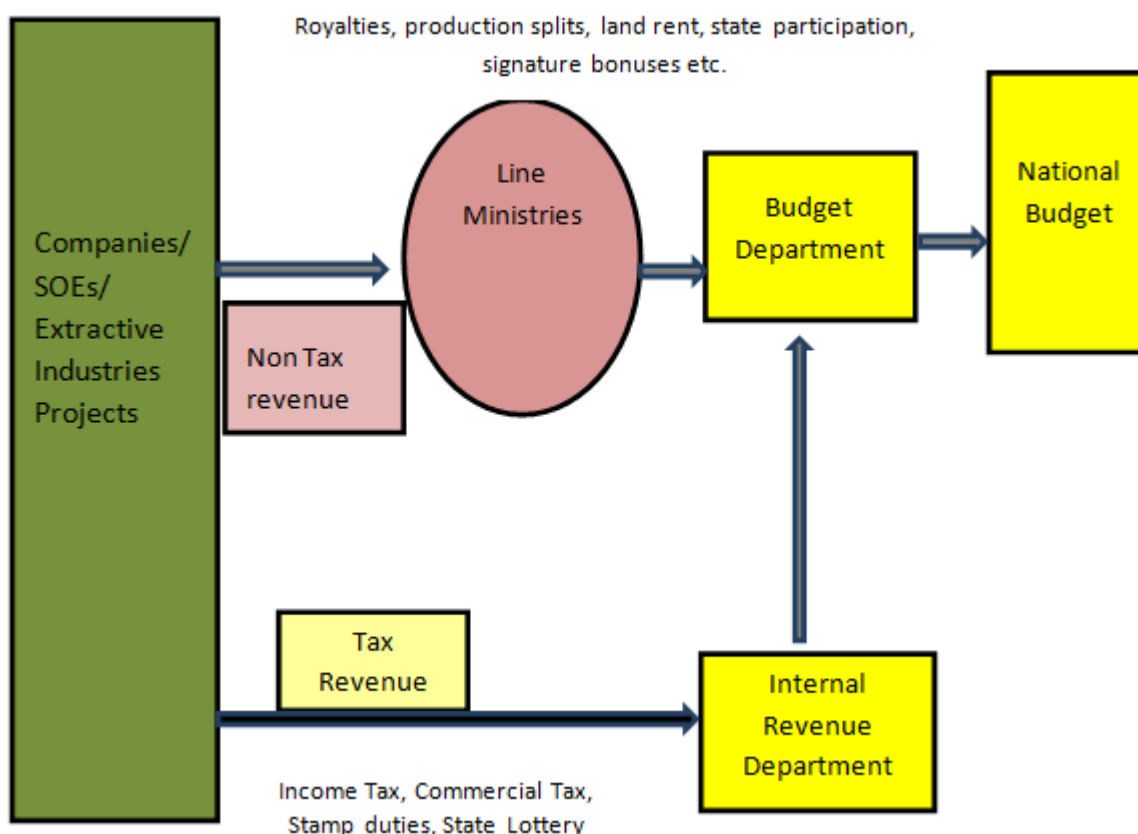 Royalties, production splits, land rent, state participation,
signature bonuses etc.
Companies/
SOEs/
Extractive
Industries
Projects
Non Tax
revenue
Line
Ministries
Budget
Department
National
Budget
Tax
Revenue
Internal
Revenue
Department
Income Tax, Commercial Tax,
Stamp duties, State Lottery